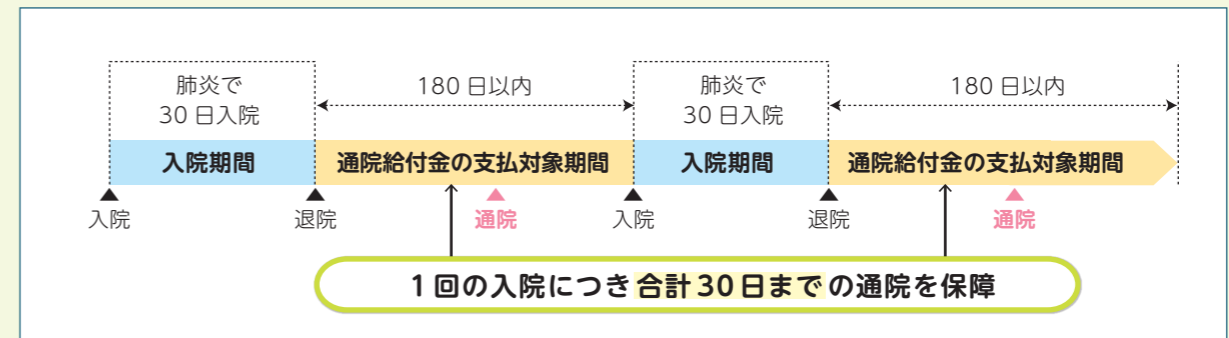 肺炎で
30日入院
180日以内
肺炎で
30日入院
180日以内
入院期間
通院給付金の支払対象期間
入院期間
通院給付金の支払対象期間
入院
退院
通院
入院
退院
通院
1回の入院につき合計30日までの通院を保障